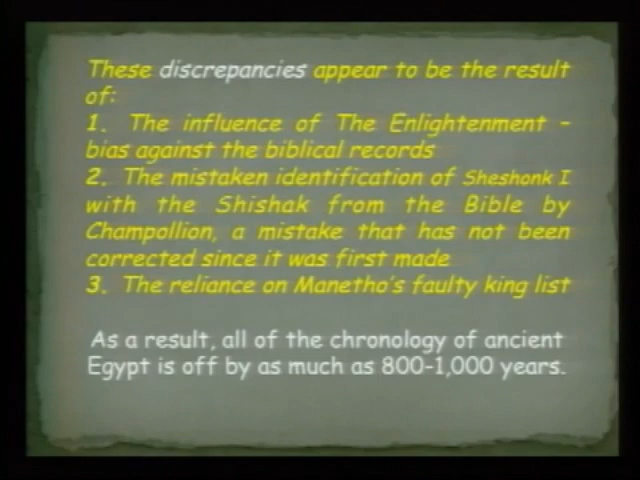 These discrepancies appear to be the result
of:
1. The influence of The Enlightenment –
bias against the biblical records
2. The mistaken identification of Sheshonk I
with the Shishak from the Bible by
Champollion, a mistake that has not been
corrected since it was first made
3. The reliance on Manetho's faulty king list
As a result, all of the chronology of ancient
Egypt is off by as much as 800-1,000 years.